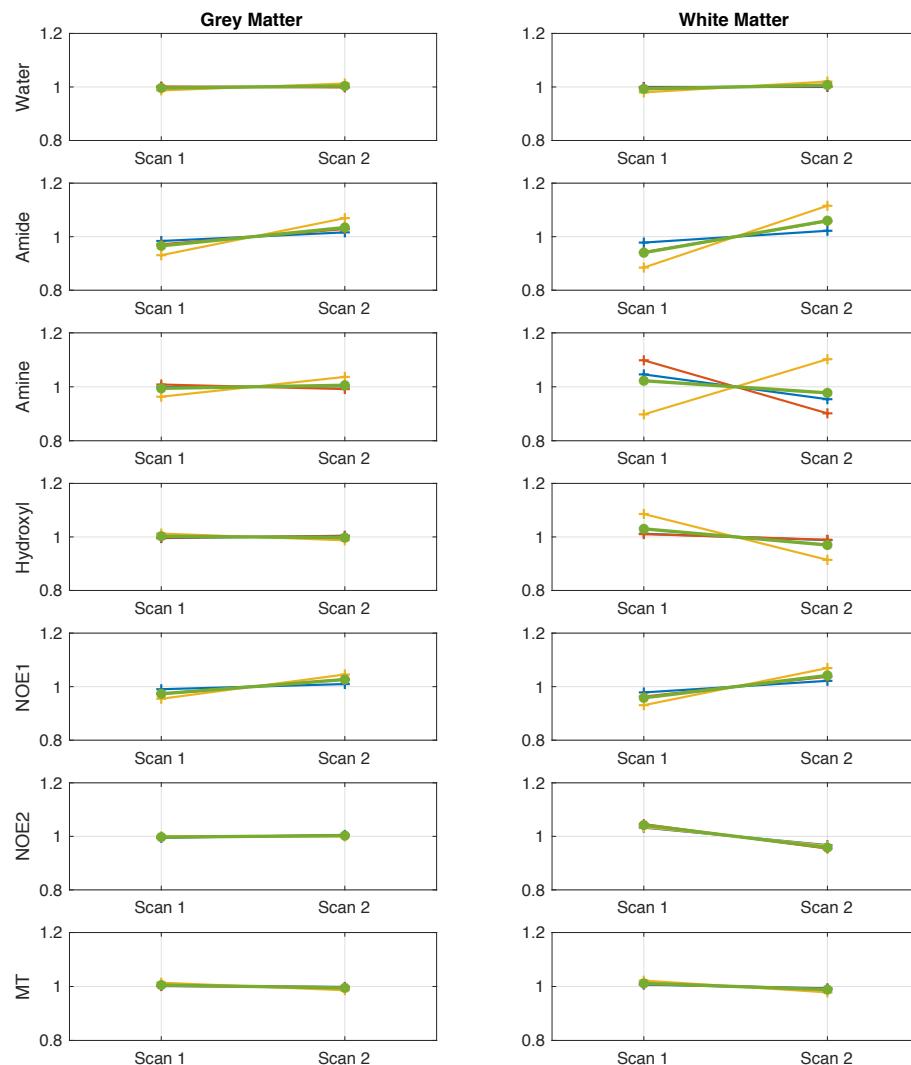 Grey Matter White Matter
1.2 1.2
Water 1 1
0.8 0.8
Scan 1 Scan 2 Scan 1 Scan 2
1.2 1.2
Amide 1 1
0.8 0.8
Scan 1 Scan 2 Scan 1 Scan 2
1.2 1.2
Amine 1 1
0.8 0.8
Scan 1 Scan 2 Scan 1 Scan 2
1.2 1.2
Hydroxyl 1 1
0.8 0.8
Scan 1 Scan 2 Scan 1 Scan 2
1.2 1.2
NOE1 1 1
0.8 0.8
Scan 1 Scan 2 Scan 1 Scan 2
1.2 1.2
NOE2 1 1
0.8 0.8
Scan 1 Scan 2 Scan 1 Scan 2
1.2 1.2
MT 1 1
0.8 0.8
Scan 1 Scan 2 Scan 1 Scan 2